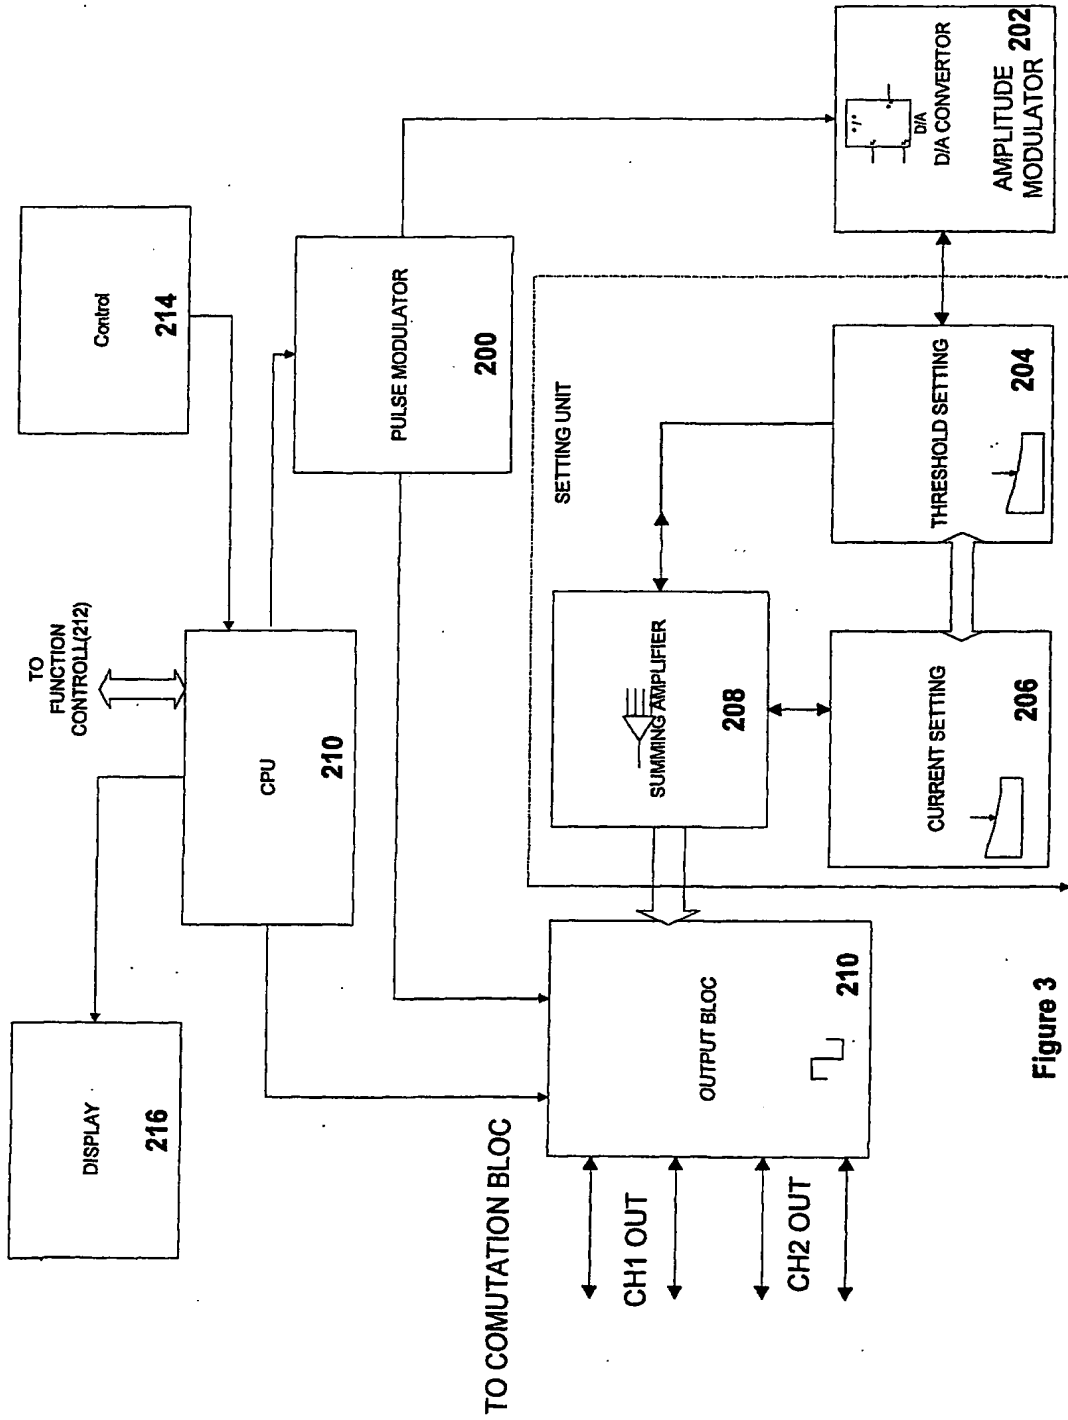 DISPLAY
216
TO
FUNCTION
CONTROLL(212)
CPU
210
Control
214
PULSE MODULATOR
200
TO COMUTATION BLOC
CH1 OUT
CH2 OUT
OUTPUT BLOC
210
SETTING UNIT
SUMMING AMPLIFIER
208
CURRENT SETTING
206
THRESHOLD SETTING
204
D/A
D/A CONVERTOR
AMPLITUDE
MODULATOR 202
Figure 3